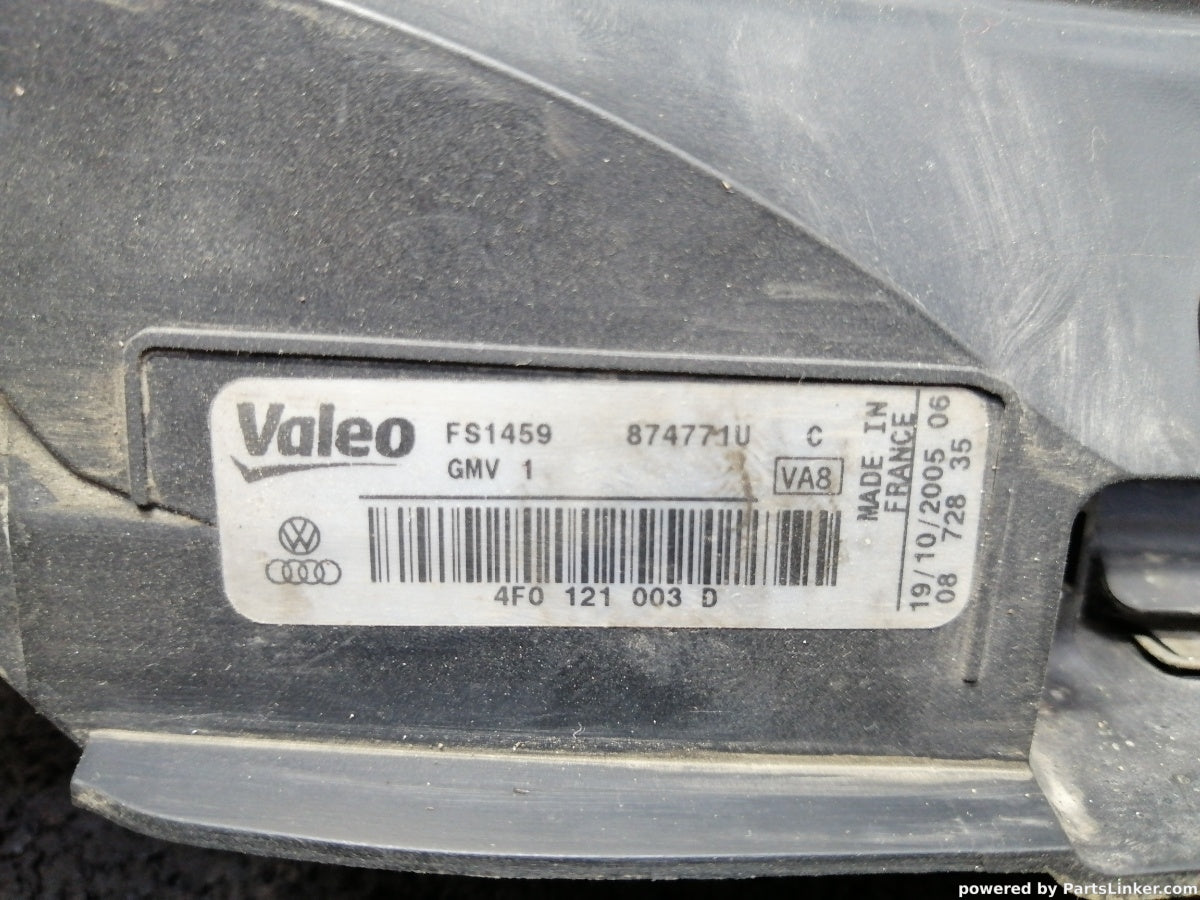 Valeo FS1459 874771U C
GMV 1 VA8
4F0 121 003 D
MADE IN
FRANCE
19/10/2005 06
08 728 35
powered by PartsLinker.com